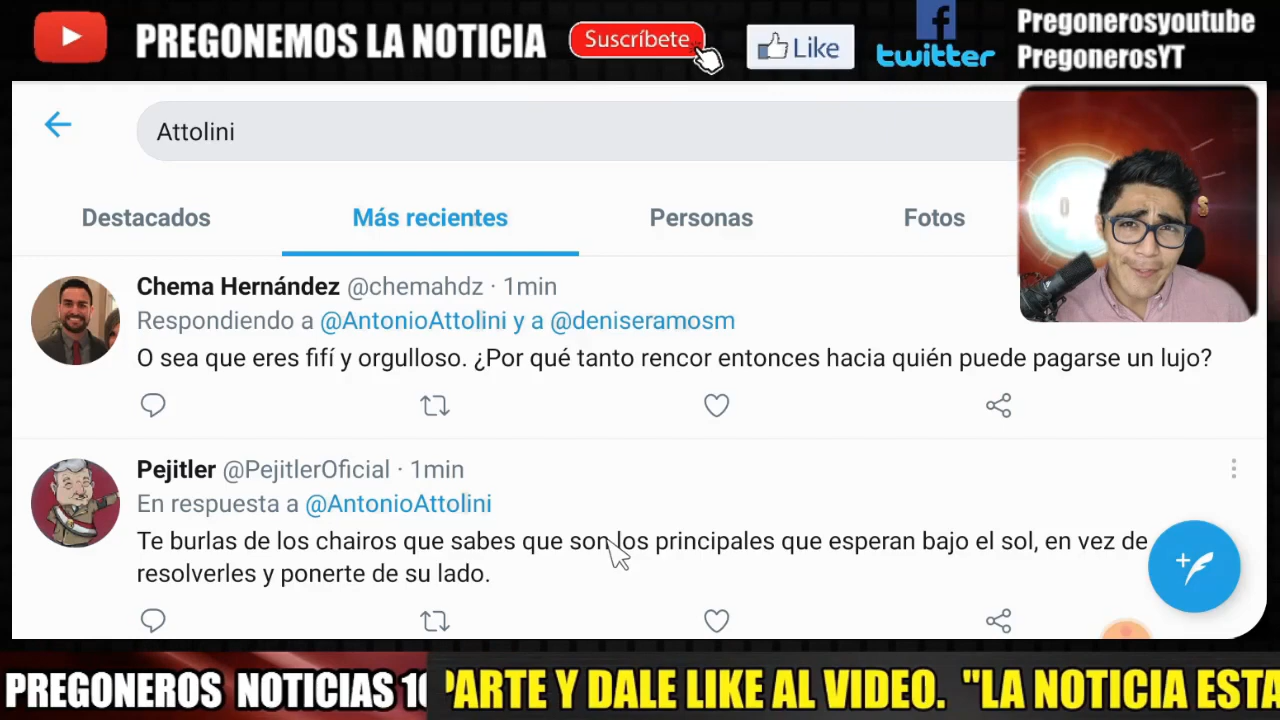 PREGONEMOS LA NOTICIA
Suscríbete
Like
twitter
Pregonerosyoutube
PregonerosYT
Attolini
Destacados
Más recientes
Personas
Fotos
Chema Hernández @chemahdz · 1min
Respondiendo a @AntonioAttolini y a @deniseramosm
O sea que eres fifí y orgulloso. ¿Por qué tanto rencor entonces hacia quién puede pagarse un lujo?
Pejitler @PejitlerOficial · 1min
En respuesta a @AntonioAttolini
Te burlas de los chairos que sabes que son los principales que esperan bajo el sol, en vez de
resolverles y ponerte de su lado.
PREGONEROS NOTICIAS
PARTE Y DALE LIKE AL VIDEO. "LA NOTICIA ESTA